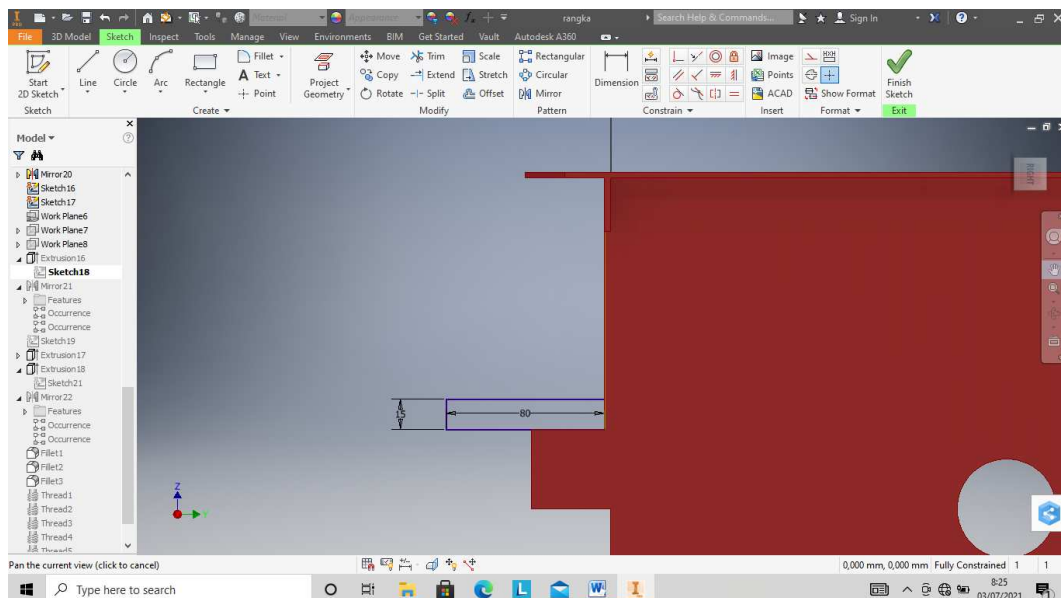 Material
Appearance
rangka
Search Help & Commands...
Sign In
File 3D Model Sketch Inspect Tools Manage View Environments BIM Get Started Vault Autodesk A360
Start
2D Sketch
Line
Circle
Arc
Rectangle
Fillet
Text
Point
Project
Geometry
Move Trim Scale
Copy Extend Stretch
Rotate Split Offset
Rectangular
Circular
Mirror
Dimension
Image
Points
ACAD
Show Format
Finish
Sketch
Sketch Create Modify Pattern Constrain Insert Format Exit
Model
Mirror20
Sketch16
Sketch17
Work Plane6
Work Plane7
Work Plane8
Extrusion16
Sketch18
Mirror21
Features
Occurrence
Occurrence
Sketch19
Extrusion17
Extrusion18
Sketch21
Mirror22
Features
Occurrence
Occurrence
Fillet1
Fillet2
Fillet3
Thread1
Thread2
Thread3
Thread4
Thread5
RIGHT
15
80
Z
Y
Pan the current view (click to cancel)
0,000 mm, 0,000 mm Fully Constrained 1 1
Type here to search
8:25
03/07/2021